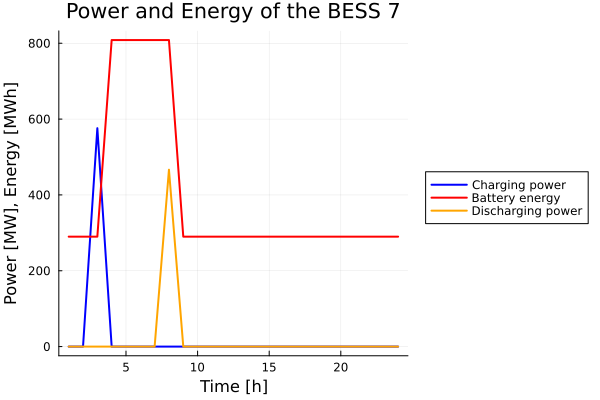 Power and Energy of the BESS 7
Power [MW], Energy [MWh]
800
600
400
200
0
5
10
15
20
Time [h]
Charging power
Battery energy
Discharging power